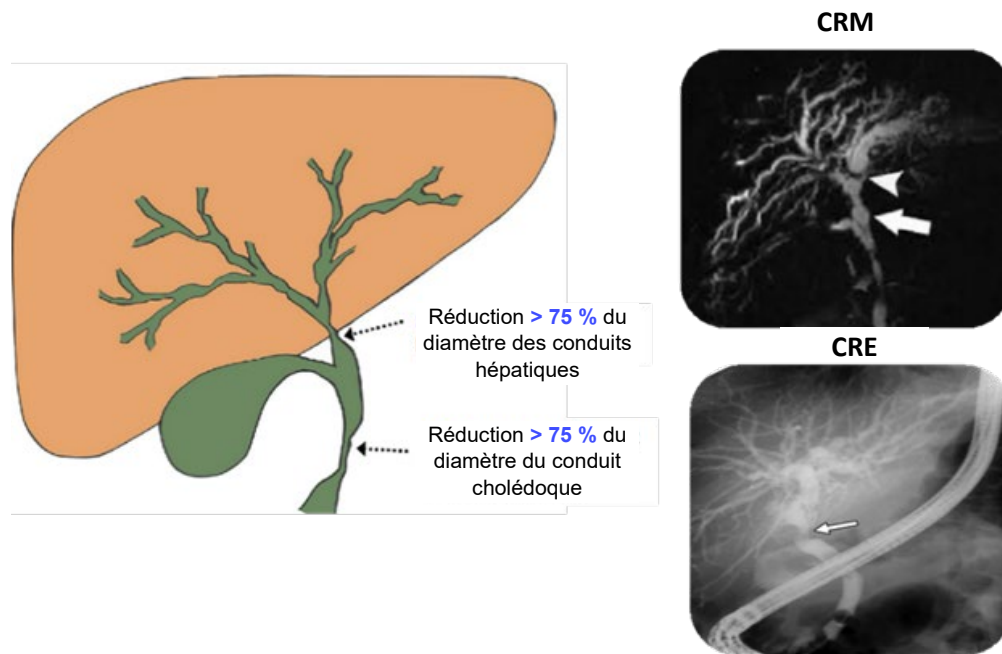 CRM
Réduction > 75 % du
diamètre des conduits
hépatiques
CRE
Réduction > 75 % du
diamètre du conduit
cholédoque